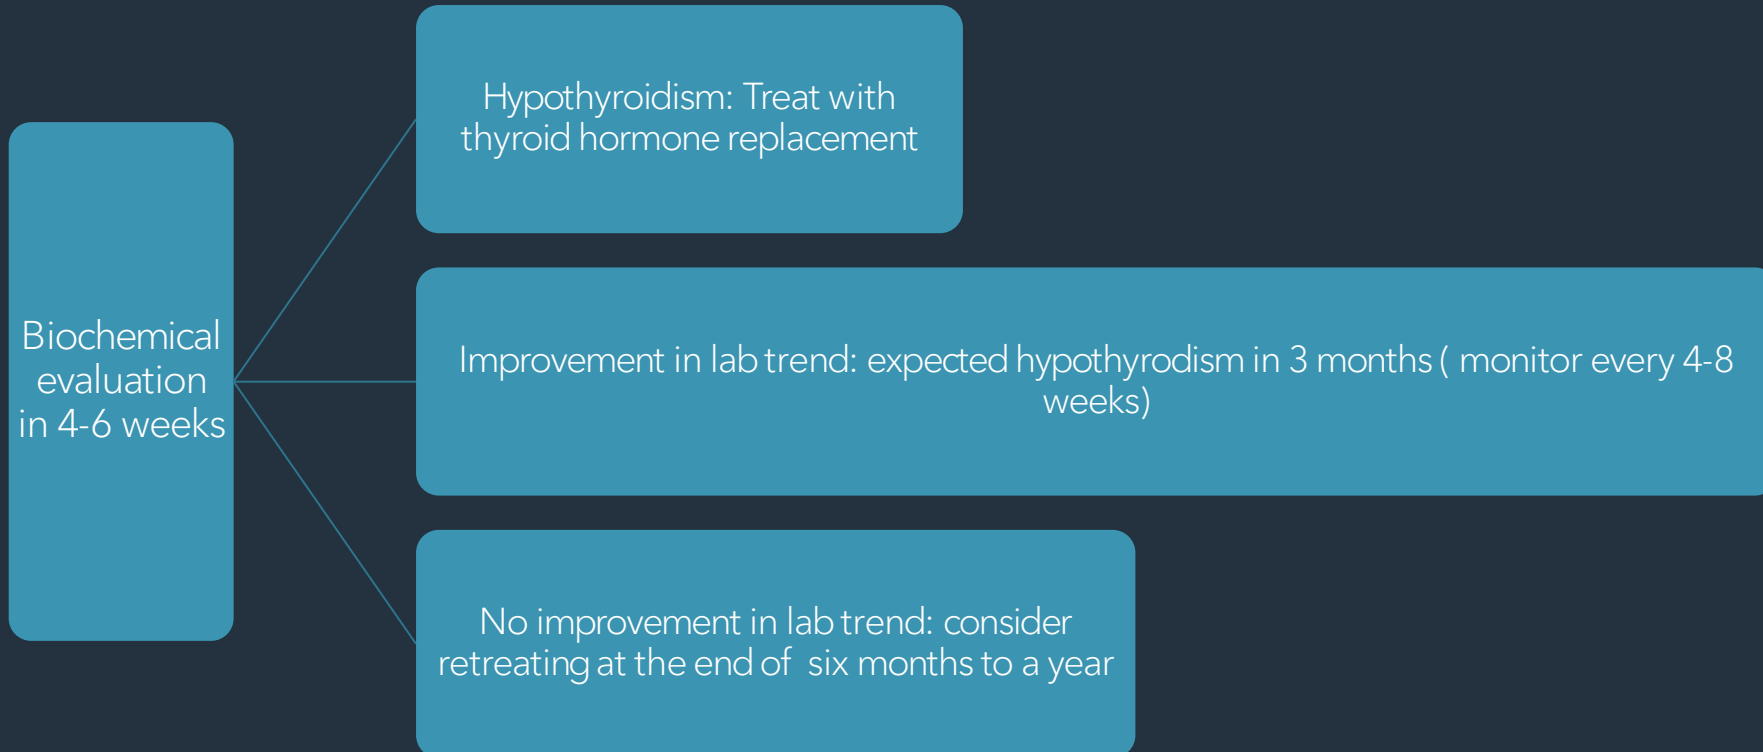 Biochemical
evaluation
in 4-6 weeks
Hypothyroidism: Treat with
thyroid hormone replacement
Improvement in lab trend: expected hypothyrodism in 3 months ( monitor every 4-8
weeks)
No improvement in lab trend: consider
retreating at the end of six months to a year